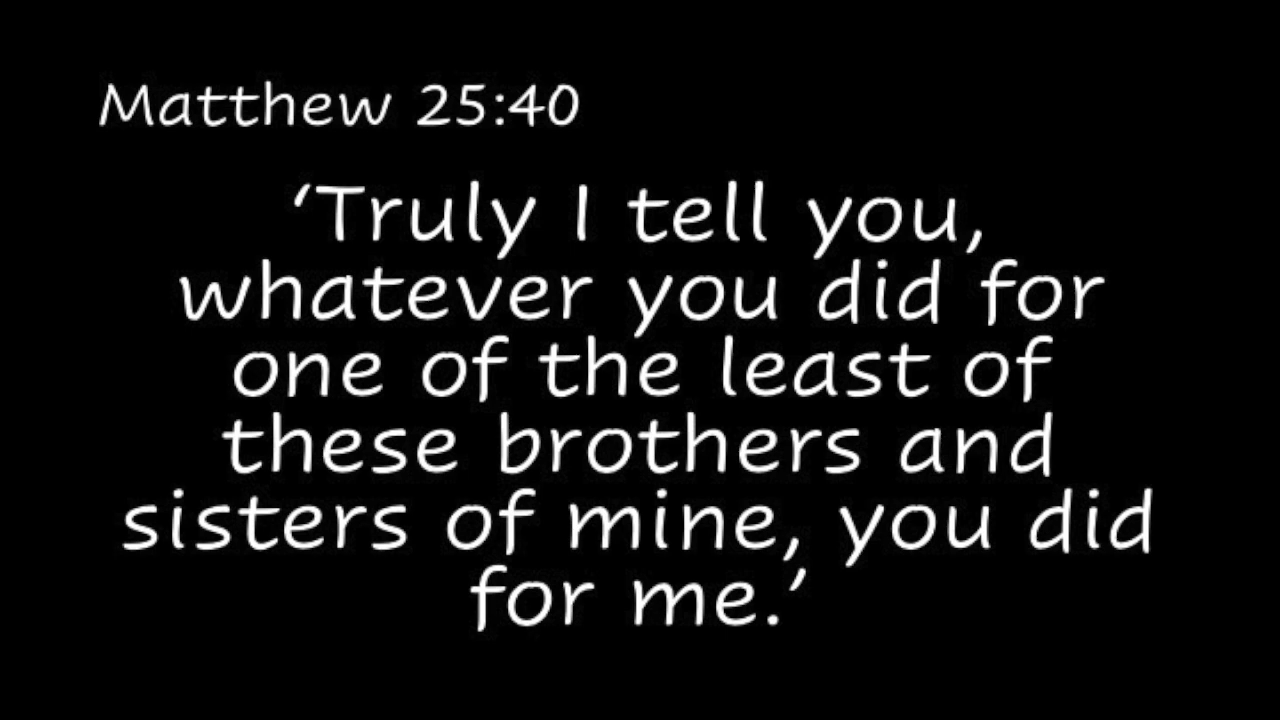 Matthew 25:40
‘Truly I tell you,
whatever you did for
one of the least of
these brothers and
sisters of mine, you did
for me.’